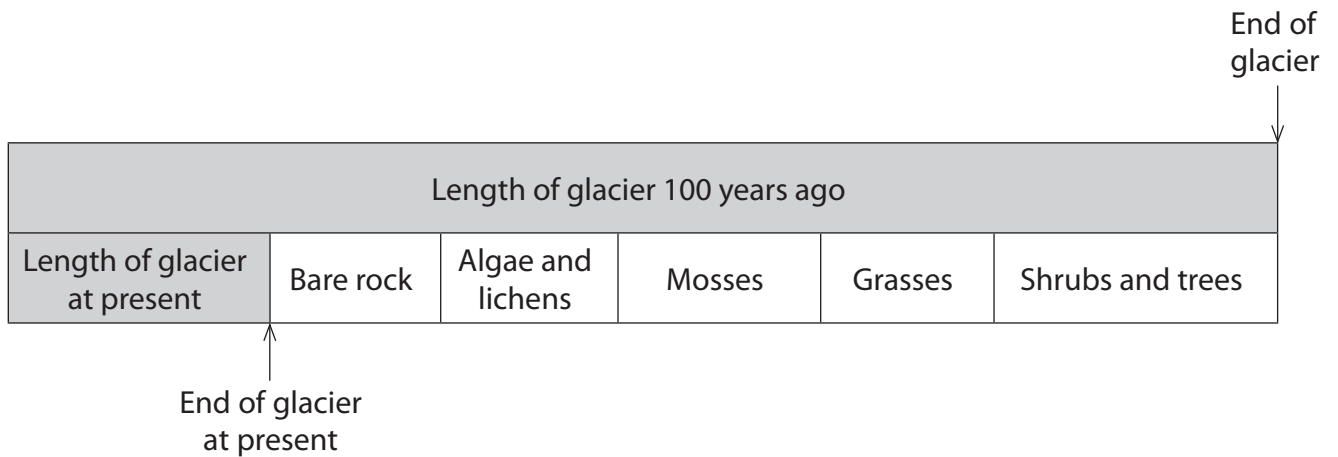 End of
glacier
Length of glacier 100 years ago
Length of glacier
at present
Bare rock
Algae and
lichens
Mosses
Grasses
Shrubs and trees
End of glacier
at present